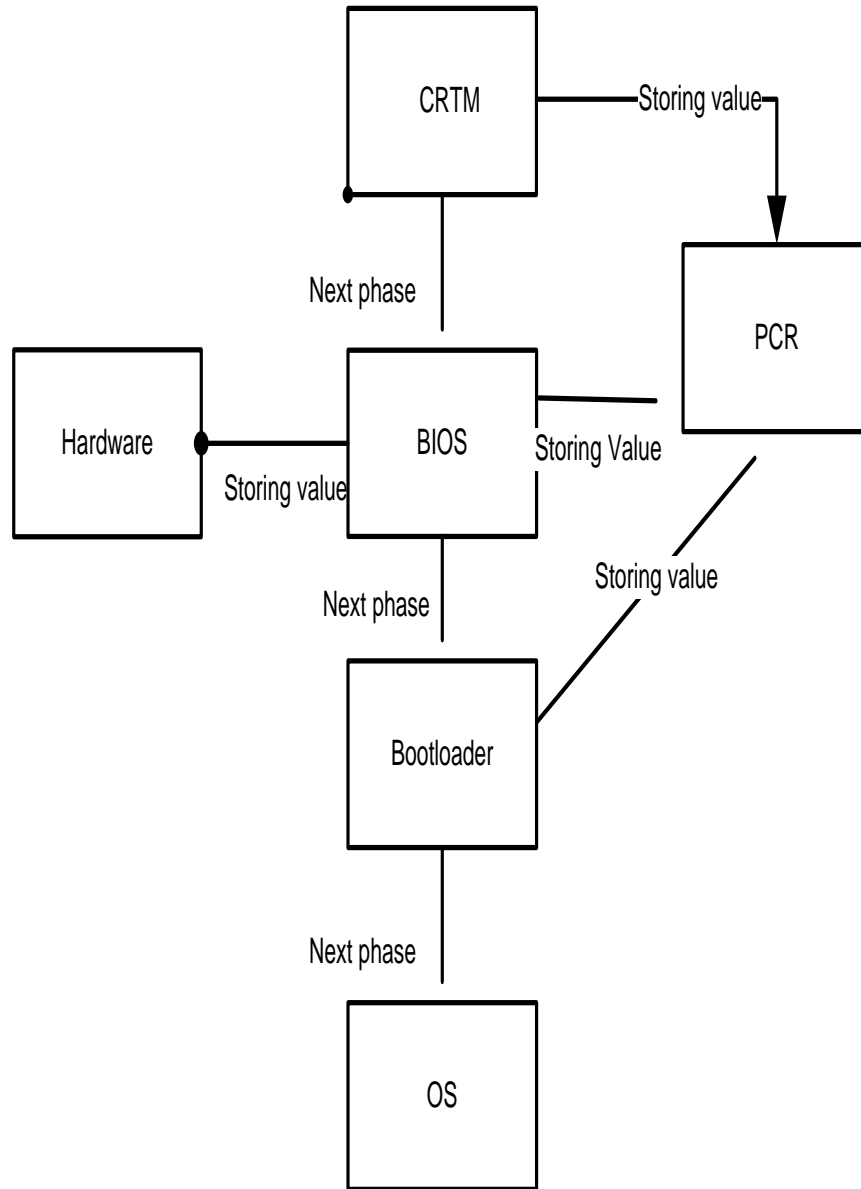 CRTM
Storing value
Next phase
PCR
Hardware
BIOS
Storing Value
Storing value
Next phase
Storing value
Bootloader
Next phase
OS